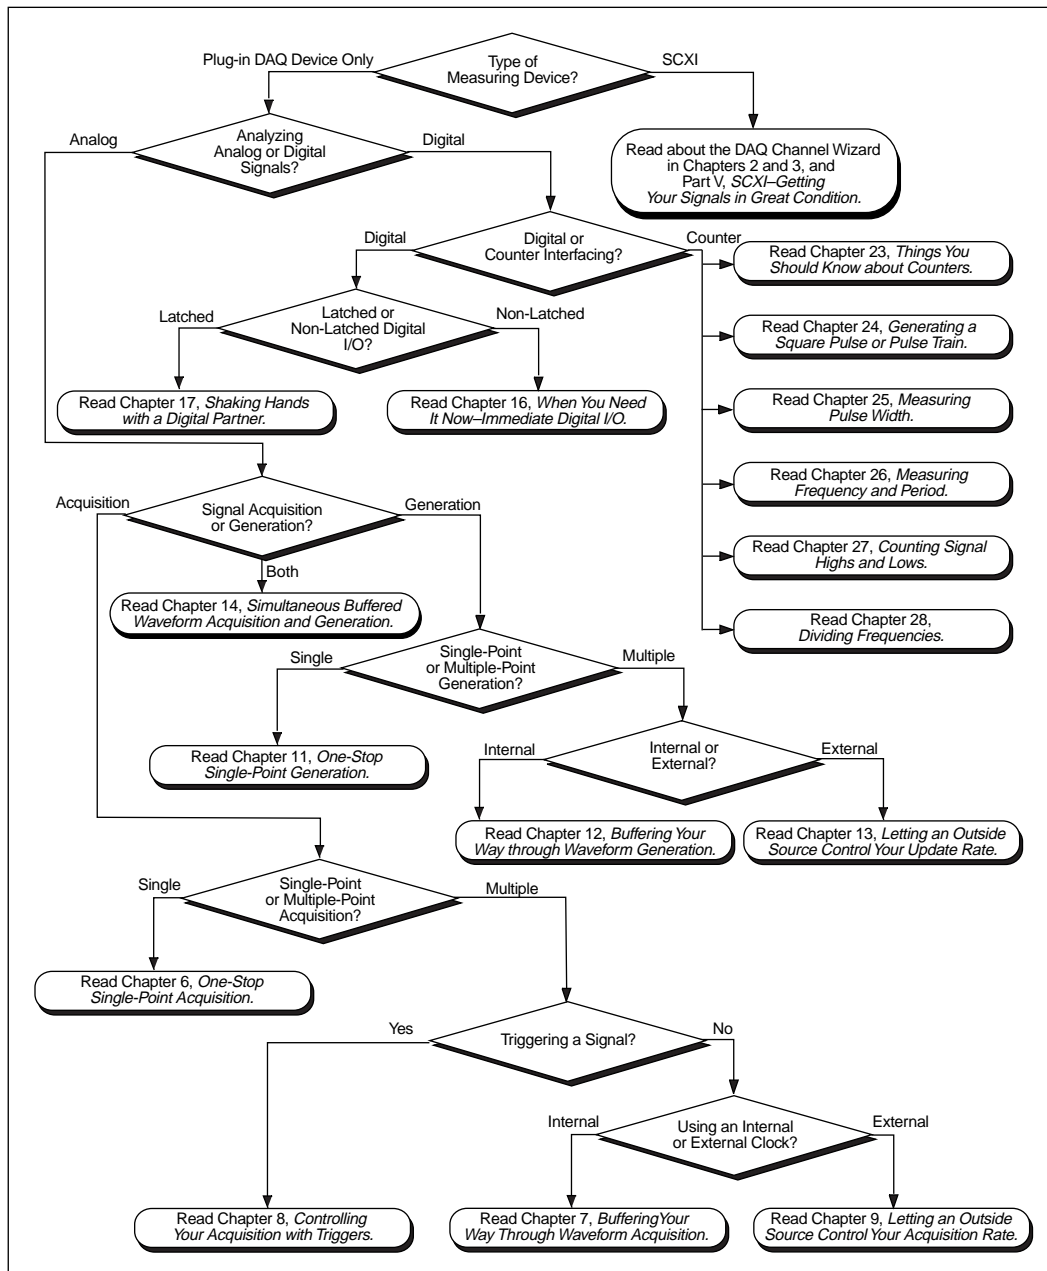 Plug-in DAQ Device Only
Type of
Measuring Device?
SCXI
Analog
Analyzing
Analog or Digital
Signals?
Digital
Read about the DAQ Channel Wizard
in Chapters 2 and 3, and
Part V, SCXI–Getting
Your Signals in Great Condition.
Digital
Digital or
Counter Interfacing?
Counter
Read Chapter 23, Things You
Should Know about Counters.
Latched
Latched or
Non-Latched Digital
I/O?
Non-Latched
Read Chapter 24, Generating a
Square Pulse or Pulse Train.
Read Chapter 17, Shaking Hands
with a Digital Partner.
Read Chapter 16, When You Need
It Now–Immediate Digital I/O.
Read Chapter 25, Measuring
Pulse Width.
Read Chapter 26, Measuring
Frequency and Period.
Acquisition
Signal Acquisition
or Generation?
Generation
Both
Read Chapter 27, Counting Signal
Highs and Lows.
Read Chapter 14, Simultaneous Buffered
Waveform Acquisition and Generation.
Read Chapter 28,
Dividing Frequencies.
Single
Single-Point
or Multiple-Point
Generation?
Multiple
Read Chapter 11, One-Stop
Single-Point Generation.
Internal
Internal or
External?
External
Read Chapter 12, Buffering Your
Way through Waveform Generation.
Read Chapter 13, Letting an Outside
Source Control Your Update Rate.
Single
Single-Point
or Multiple-Point
Acquisition?
Multiple
Read Chapter 6, One-Stop
Single-Point Acquisition.
Yes
Triggering a Signal?
No
Internal
Using an Internal
or External Clock?
External
Read Chapter 8, Controlling
Your Acquisition with Triggers.
Read Chapter 7, BufferingYour
Way Through Waveform Acquisition.
Read Chapter 9, Letting an Outside
Source Control Your Acquisition Rate.